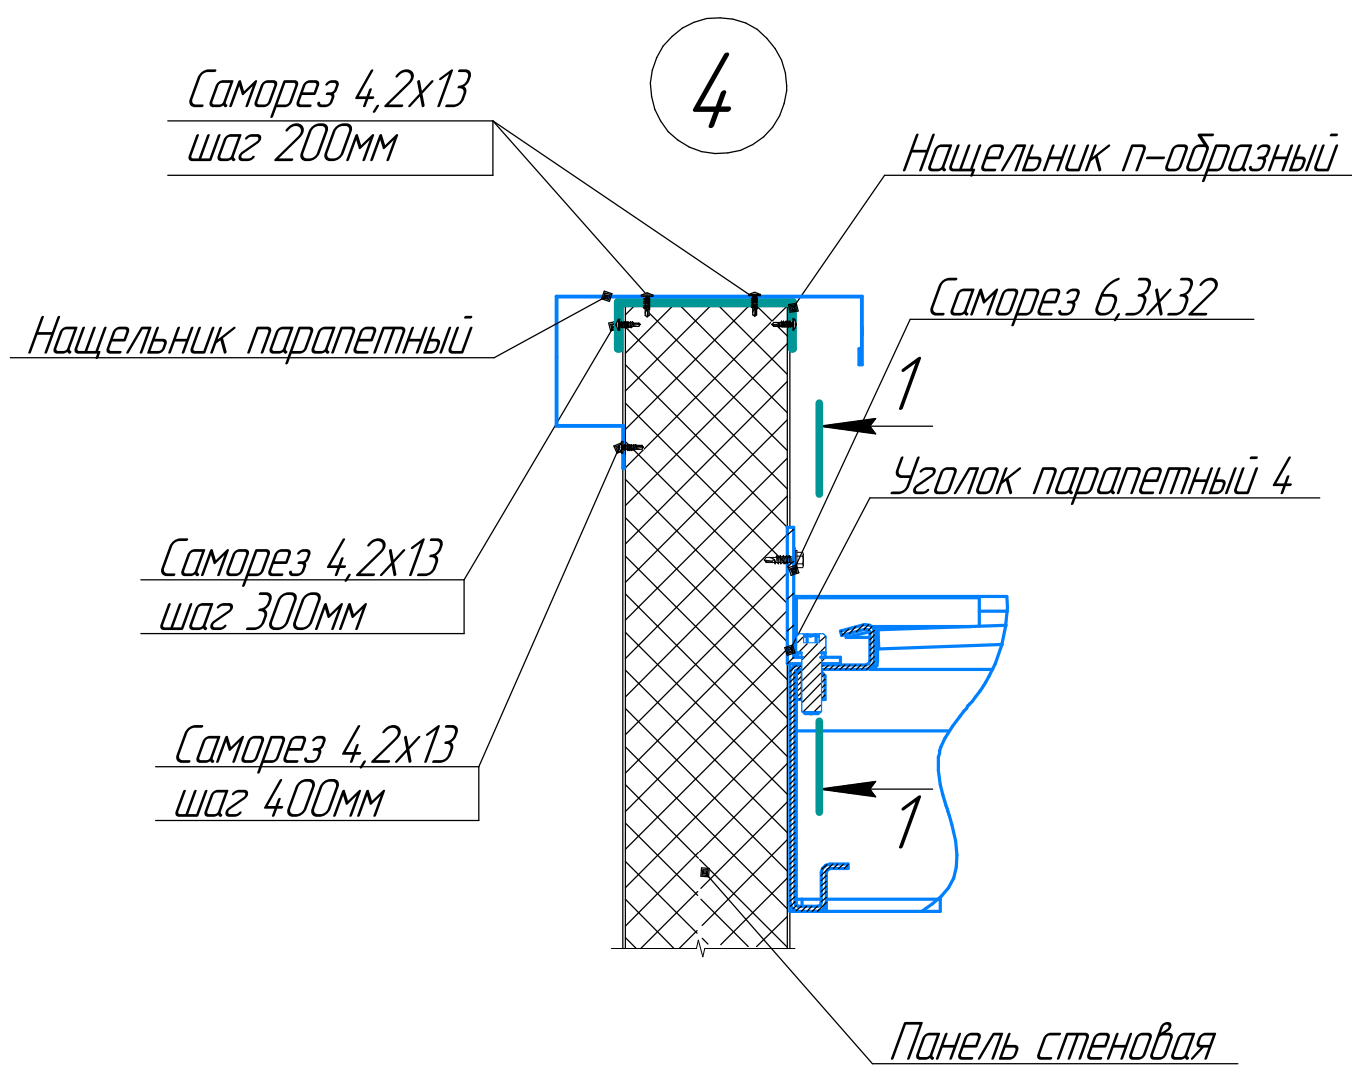 4
Саморез 4,2х13
шаг 200мм
Нащельник п-образный
Саморез 6,3х32
Нащельник парапетный
1
Уголок парапетный 4
Саморез 4,2х13
шаг 300мм
Саморез 4,2х13
шаг 400мм
1
Панель стеновая